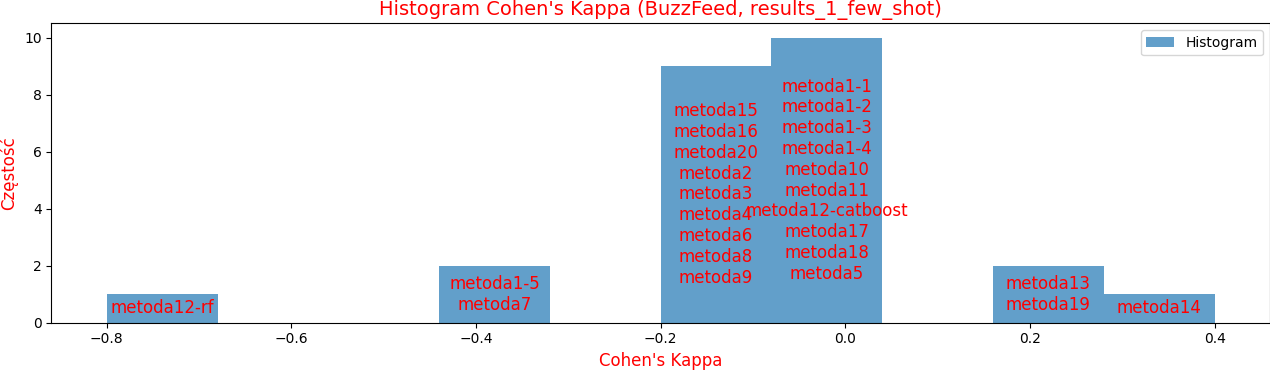 Histogram Cohen's Kappa (BuzzFeed, results_1_few_shot)
Histogram
Częstość
10
8
6
4
2
0
metoda12-rf
metoda1-5
metoda7
metoda15
metoda16
metoda20
metoda2
metoda3
metoda4
metoda6
metoda8
metoda9
metoda1-1
metoda1-2
metoda1-3
metoda1-4
metoda10
metoda11
metoda12-catboost
metoda17
metoda18
metoda5
metoda13
metoda19
metoda14
−0.8 −0.6 −0.4 −0.2 0.0 0.2 0.4
Cohen's Kappa